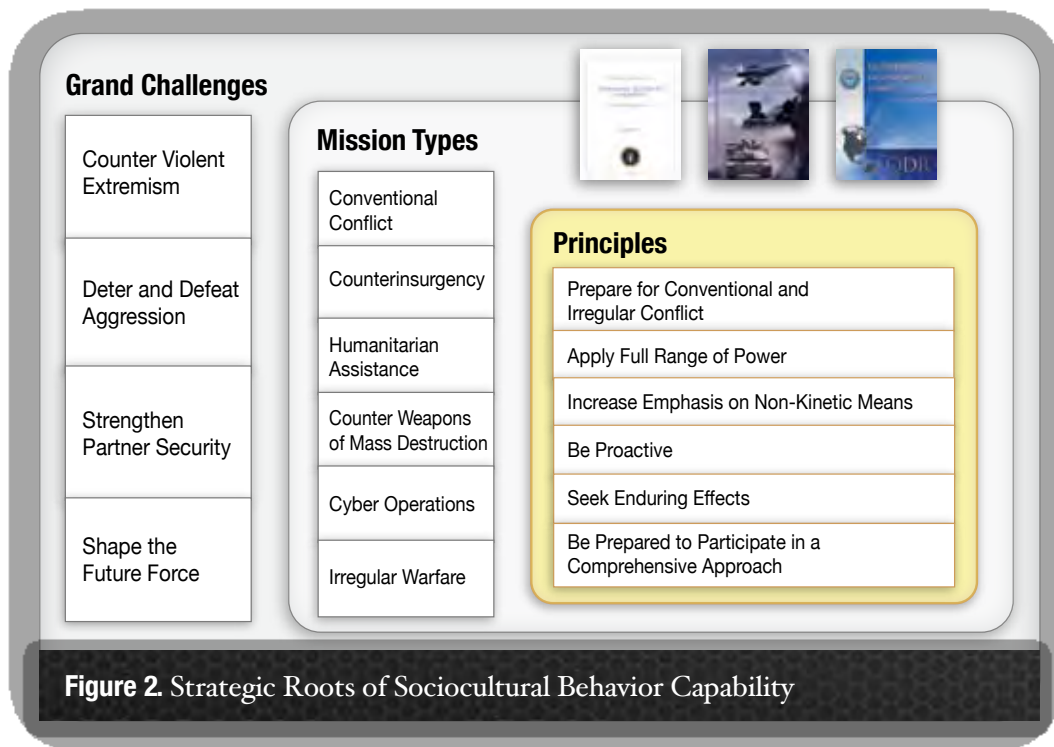 Grand Challenges
Counter Violent
Extremism
Deter and Defeat
Aggression
Strengthen
Partner Security
Shape the
Future Force
Mission Types
Conventional
Conflict
Counterinsurgency
Humanitarian
Assistance
Counter Weapons
of Mass Destruction
Cyber Operations
Irregular Warfare
QDR
Principles
Prepare for Conventional and
Irregular Conflict
Apply Full Range of Power
Increase Emphasis on Non-Kinetic Means
Be Proactive
Seek Enduring Effects
Be Prepared to Participate in a
Comprehensive Approach
Figure 2. Strategic Roots of Sociocultural Behavior Capability